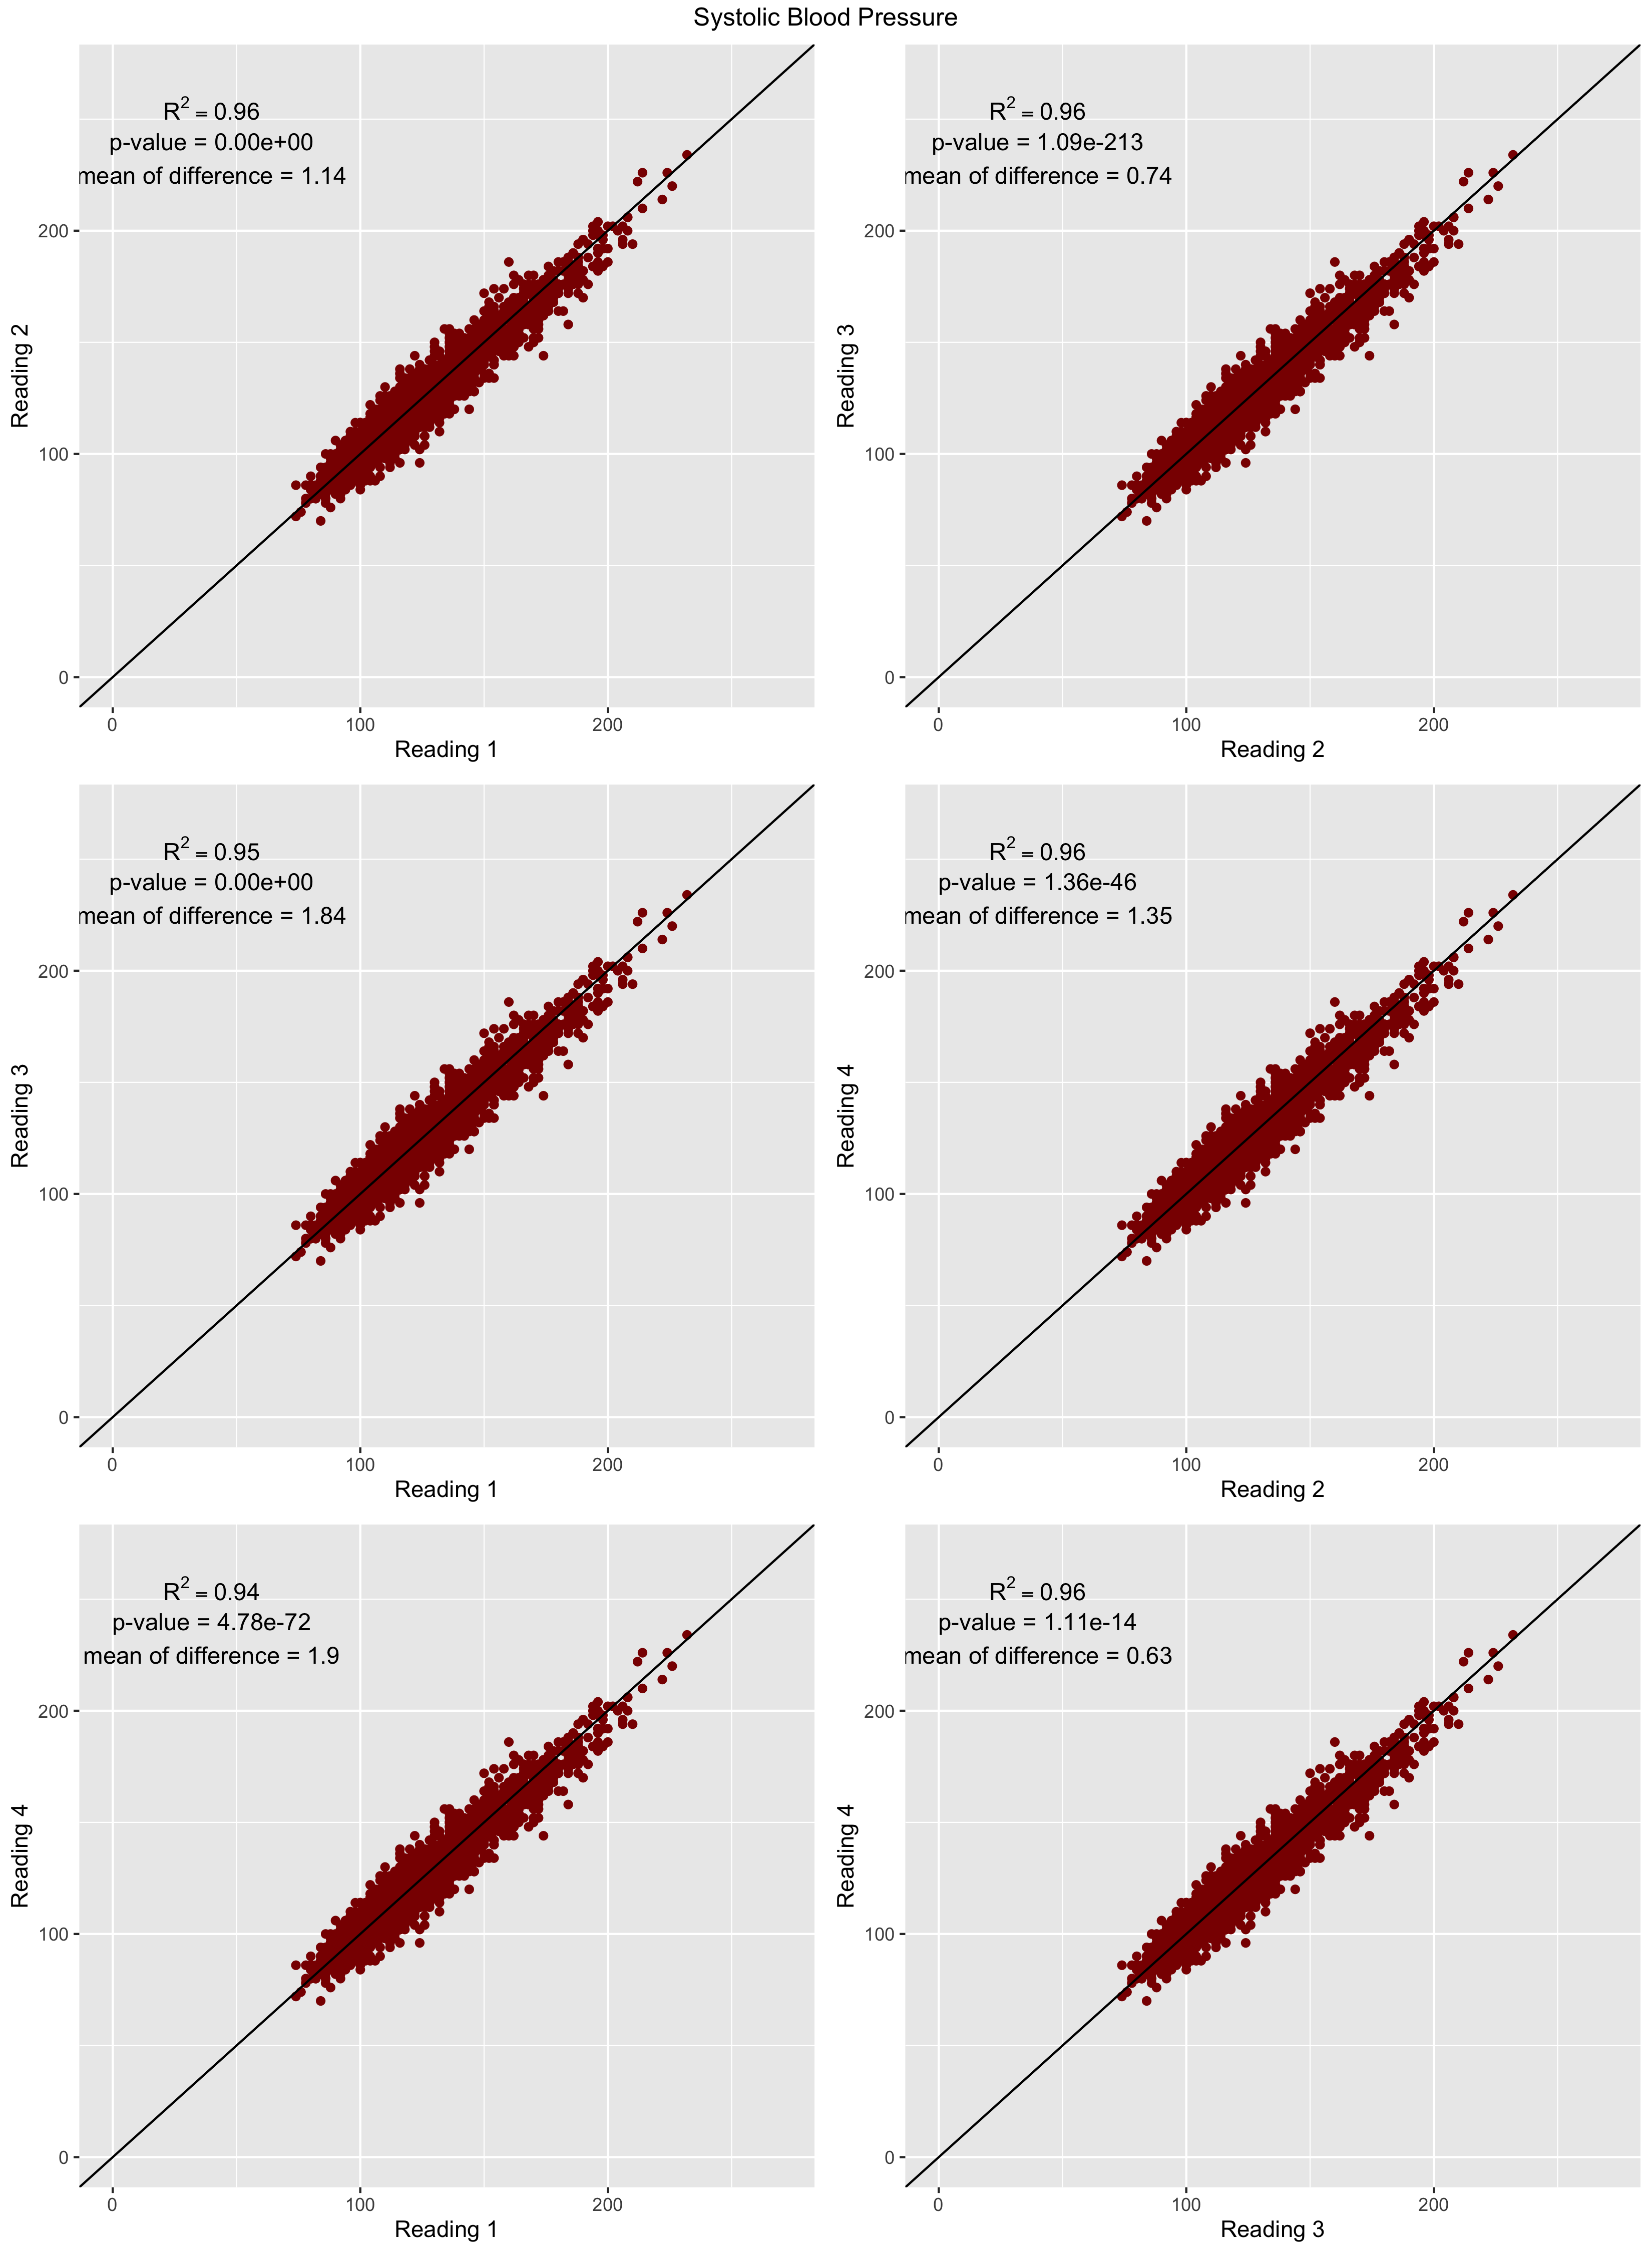 Systolic Blood Pressure
R² = 0.96
p-value = 0.00e+00
mean of difference = 1.14
200
100
0
0 100 200
Reading 2
Reading 1
R² = 0.96
p-value = 1.09e-213
mean of difference = 0.74
200
100
0
0 100 200
Reading 3
Reading 2
R² = 0.95
p-value = 0.00e+00
mean of difference = 1.84
200
100
0
0 100 200
Reading 3
Reading 1
R² = 0.96
p-value = 1.36e-46
mean of difference = 1.35
200
100
0
0 100 200
Reading 4
Reading 2
R² = 0.94
p-value = 4.78e-72
mean of difference = 1.9
200
100
0
0 100 200
Reading 4
Reading 1
R² = 0.96
p-value = 1.11e-14
mean of difference = 0.63
200
100
0
0 100 200
Reading 4
Reading 3